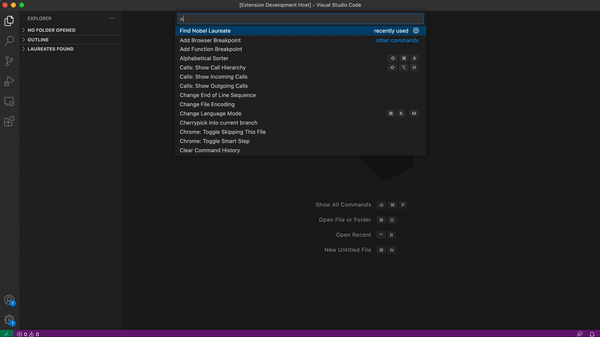 [Extension Development Host] - Visual Studio Code
EXPLORER
NO FOLDER OPENED
OUTLINE
LAUREATES FOUND
>
Find Nobel Laureate recently used
Add Browser Breakpoint other commands
Add Function Breakpoint
Alphabetical Sorter ⇧ ⌘ A
Calls: Show Call Hierarchy ⇧ ⌥ H
Calls: Show Incoming Calls
Calls: Show Outgoing Calls
Change End of Line Sequence
Change File Encoding
Change Language Mode ⌘ K M
Cherrypick into current branch
Chrome: Toggle Skipping This File
Chrome: Toggle Smart Step
Clear Command History
Show All Commands ⇧ ⌘ P
Open File or Folder ⌘ O
Open Recent ^ R
New Untitled File ⌘ N
1
1
0 0